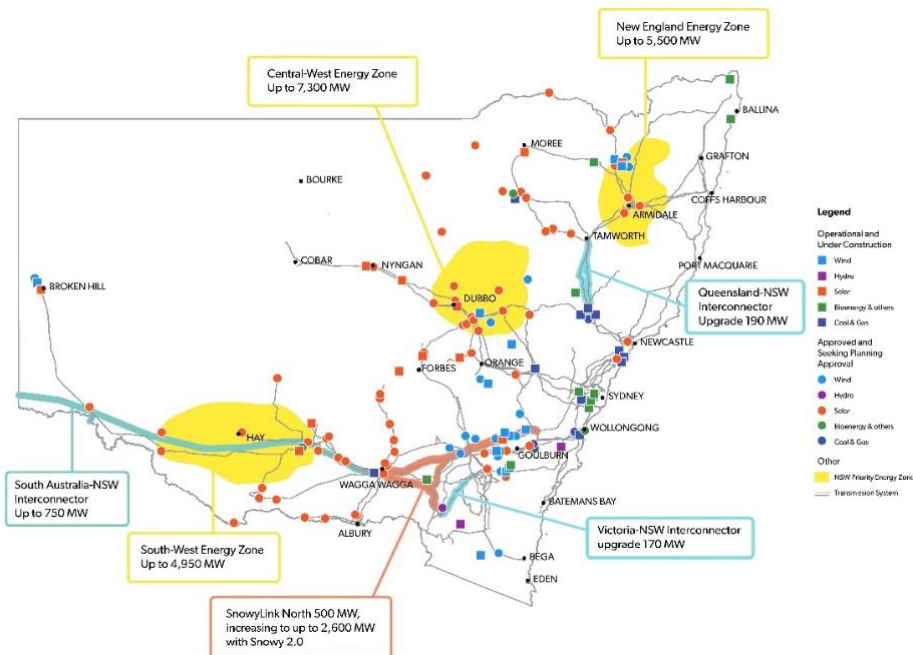 New England Energy Zone
Up to 5,500 MW
Central-West Energy Zone
Up to 7,300 MW
BALLINA
MOREE
GRAFTON
BOURKE
COFFS HARBOUR
ARMIDALE
TAMWORTH
COBAR
NYNGAN
PORT MACQUARIE
BROKEN HILL
DUBBO
Queensland-NSW
Interconnector
Upgrade 190 MW
NEWCASTLE
FORBES
ORANGE
SYDNEY
WOLLONGONG
HAY
GOULBURN
WAGGA WAGGA
South Australia-NSW
Interconnector
Up to 750 MW
BATEMANS BAY
ALBURY
Victoria-NSW Interconnector
upgrade 170 MW
South-West Energy Zone
Up to 4,950 MW
BEGA
EDEN
SnowyLink North 500 MW,
increasing to up to 2,600 MW
with Snowy 2.0
Legend
Operational and
Under Construction
Wind
Hydro
Solar
Bioenergy & others
Coal & Gas
Approved and
Seeking Planning
Approval
Wind
Hydro
Solar
Bioenergy & others
Coal & Gas
Other
NSW Priority Energy Zone
Transmission System